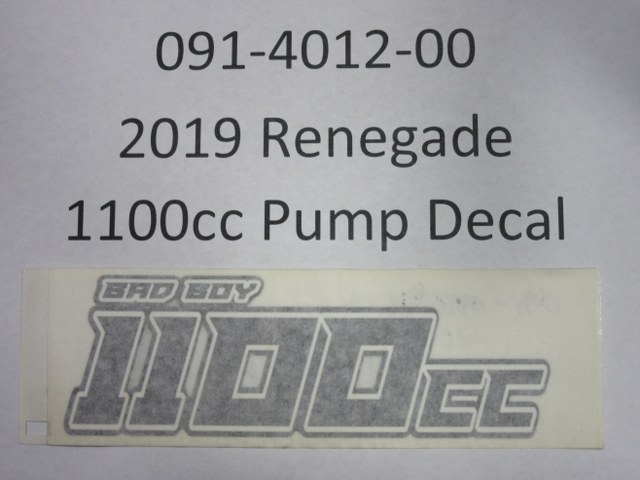 091-4012-00
2019 Renegade
1100cc Pump Decal
BAD BOY
1100CC